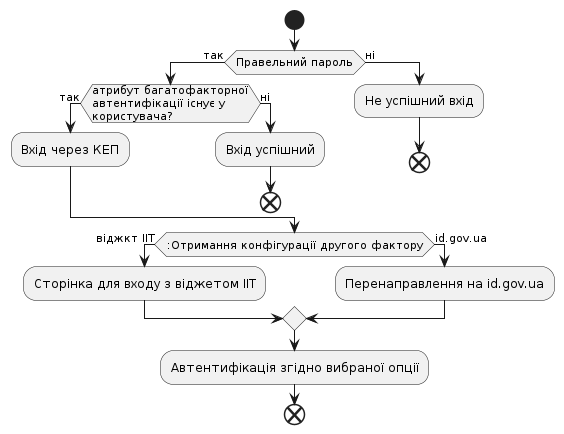 так
Правельний пароль
ні
так
атрибут багатофакторної
автентифікації існує у
користувача?
ні
Не успішний вхід
Вхід через КЕП
Вхід успішний
віджкт ІІТ
:Отримання конфігурації другого фактору
id.gov.ua
Сторінка для входу з віджетом ІІТ
Перенаправлення на id.gov.ua
Автентифікація згідно вибраної опції